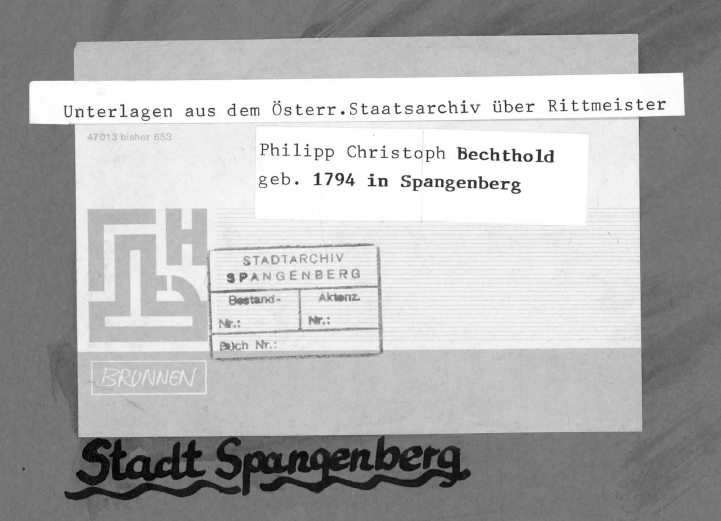 Unterlagen aus dem Österr.Staatsarchiv über Rittmeister
47013 bisher 653
Philipp Christoph Bechthold
geb. 1794 in Spangenberg
STADTARCHIV
SPANGENBERG
Bestand- Aktenz.
Nr.: Nr.:
Buch Nr.:
BRUNNEN
Stadt Spangenberg